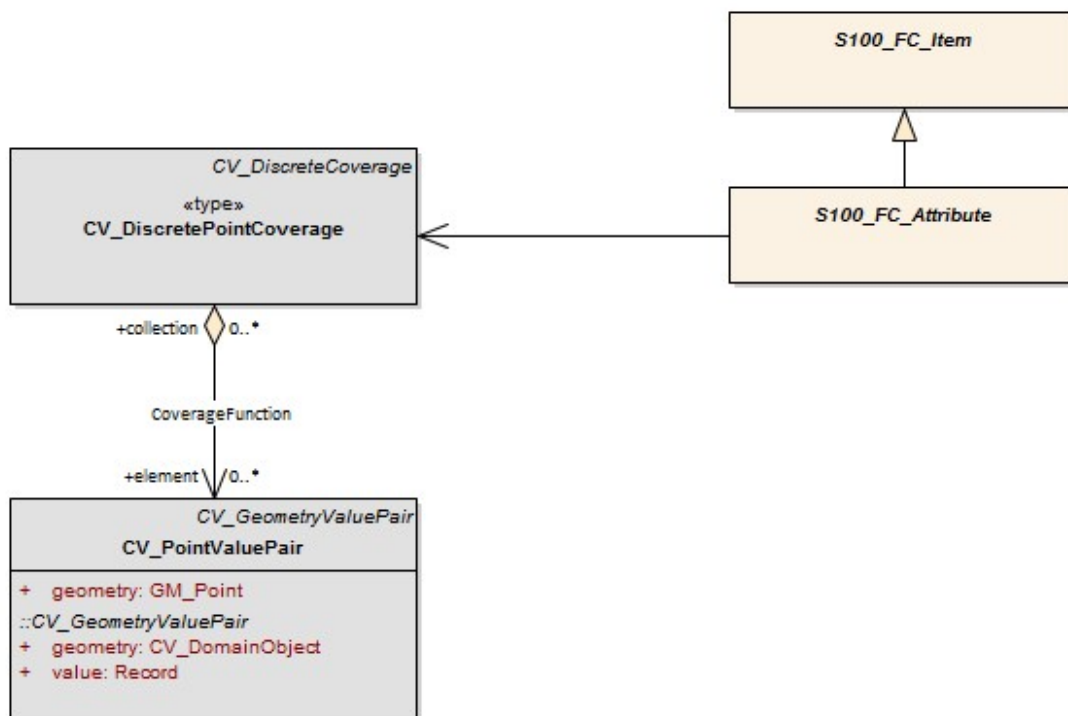 S100_FC_Item
CV_DiscreteCoverage
«type»
CV_DiscretePointCoverage
S100_FC_Attribute
+collection 0..*
CoverageFunction
+element 0..*
CV_GeometryValuePair
CV_PointValuePair
+ geometry: GM_Point
::CV_GeometryValuePair
+ geometry: CV_DomainObject
+ value: Record